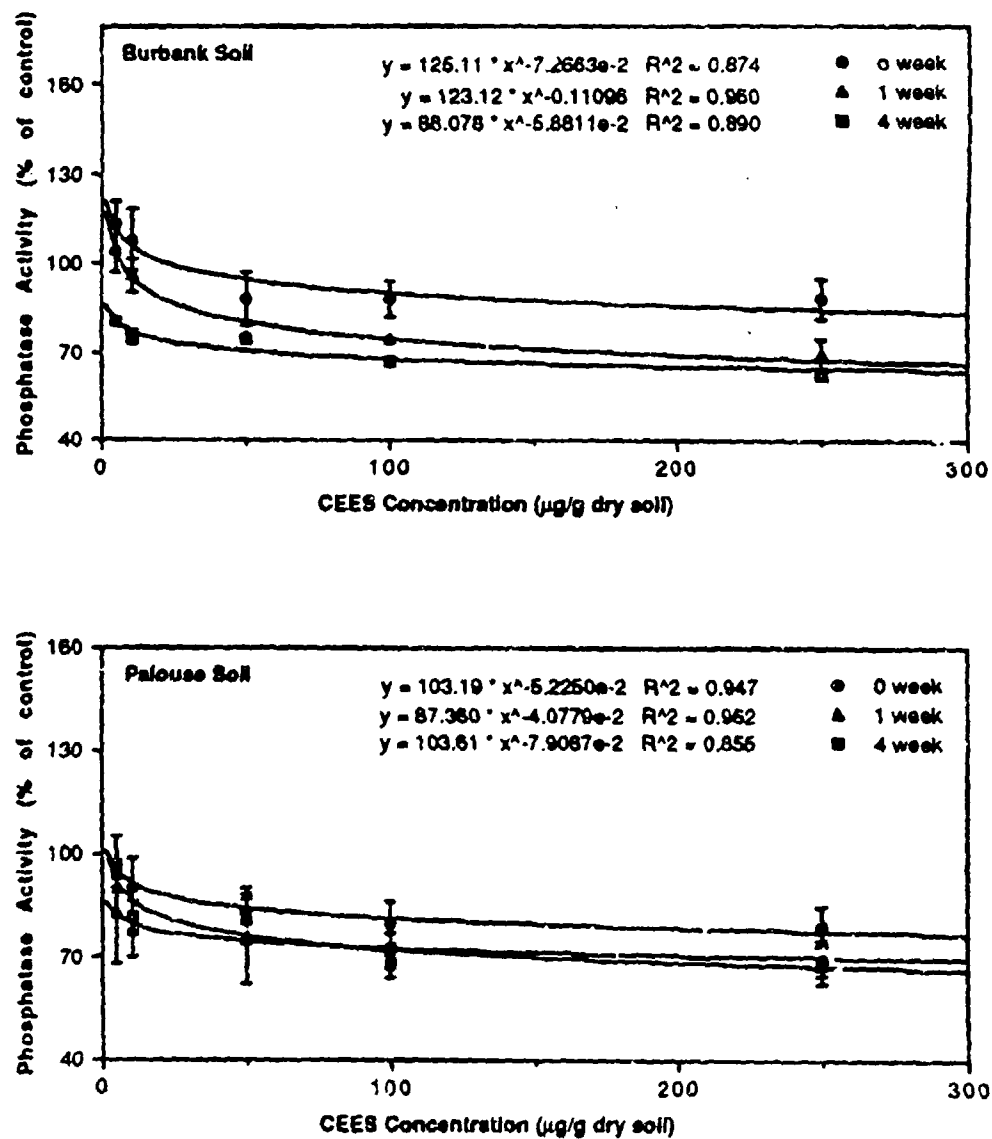 Burbank Soil
y = 125.11 * x^-7.2663e-2 R^2 = 0.874 0 week
y = 123.12 * x^-0.11096 R^2 = 0.960 1 week
y = 88.078 * x^-5.8811e-2 R^2 = 0.890 4 week
Phosphatase Activity (% of control)
160
130
100
70
40
0 100 200 300
CEES Concentration (µg/g dry soil)
Palouse Soil
y = 103.19 * x^-5.2250e-2 R^2 = 0.947 0 week
y = 87.360 * x^-4.0779e-2 R^2 = 0.952 1 week
y = 103.61 * x^-7.9067e-2 R^2 = 0.855 4 week
Phosphatase Activity (% of control)
160
130
100
70
40
0 100 200 300
CEES Concentration (µg/g dry soil)